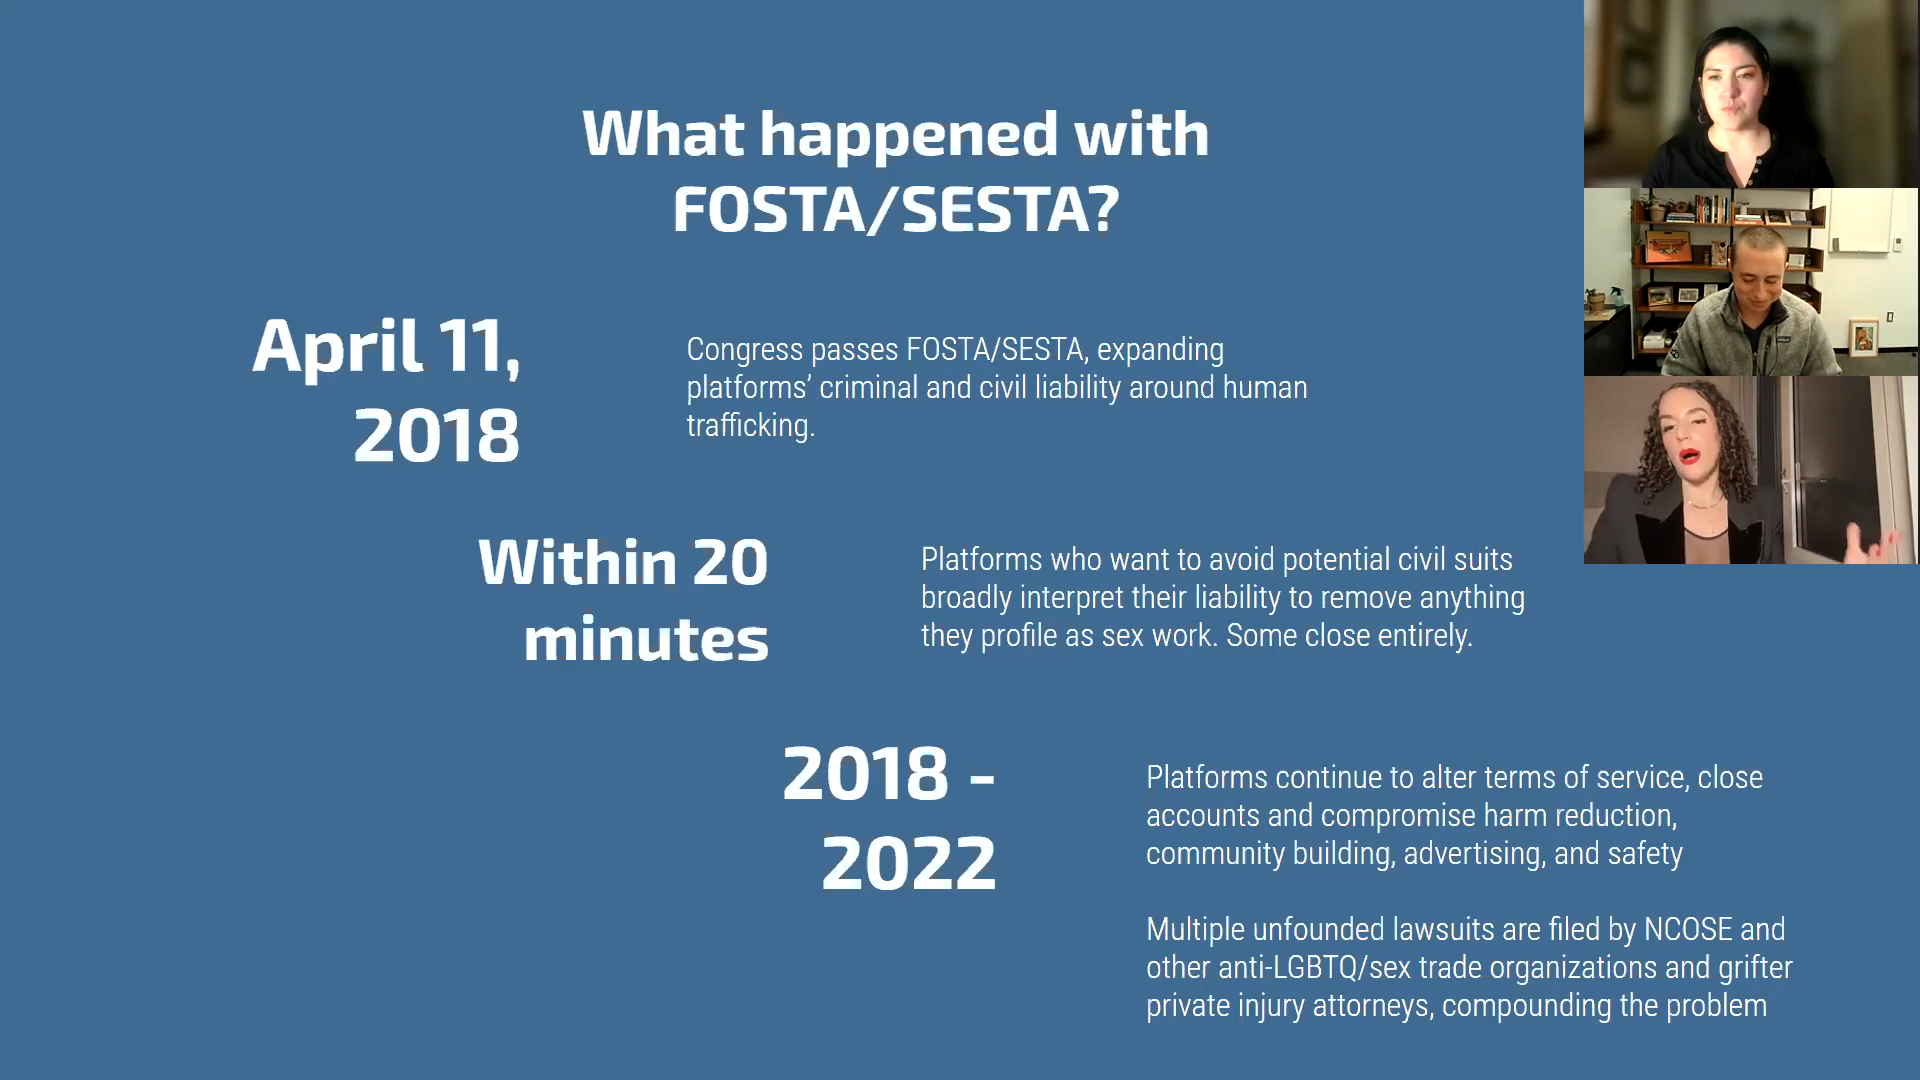 What happened with
FOSTA/SESTA?
April 11,
2018
Congress passes FOSTA/SESTA, expanding
platforms’ criminal and civil liability around human
trafficking.
Within 20
minutes
Platforms who want to avoid potential civil suits
broadly interpret their liability to remove anything
they profile as sex work. Some close entirely.
2018 -
2022
Platforms continue to alter terms of service, close
accounts and compromise harm reduction,
community building, advertising, and safety
Multiple unfounded lawsuits are filed by NCOSE and
other anti-LGBTQ/sex trade organizations and grifter
private injury attorneys, compounding the problem